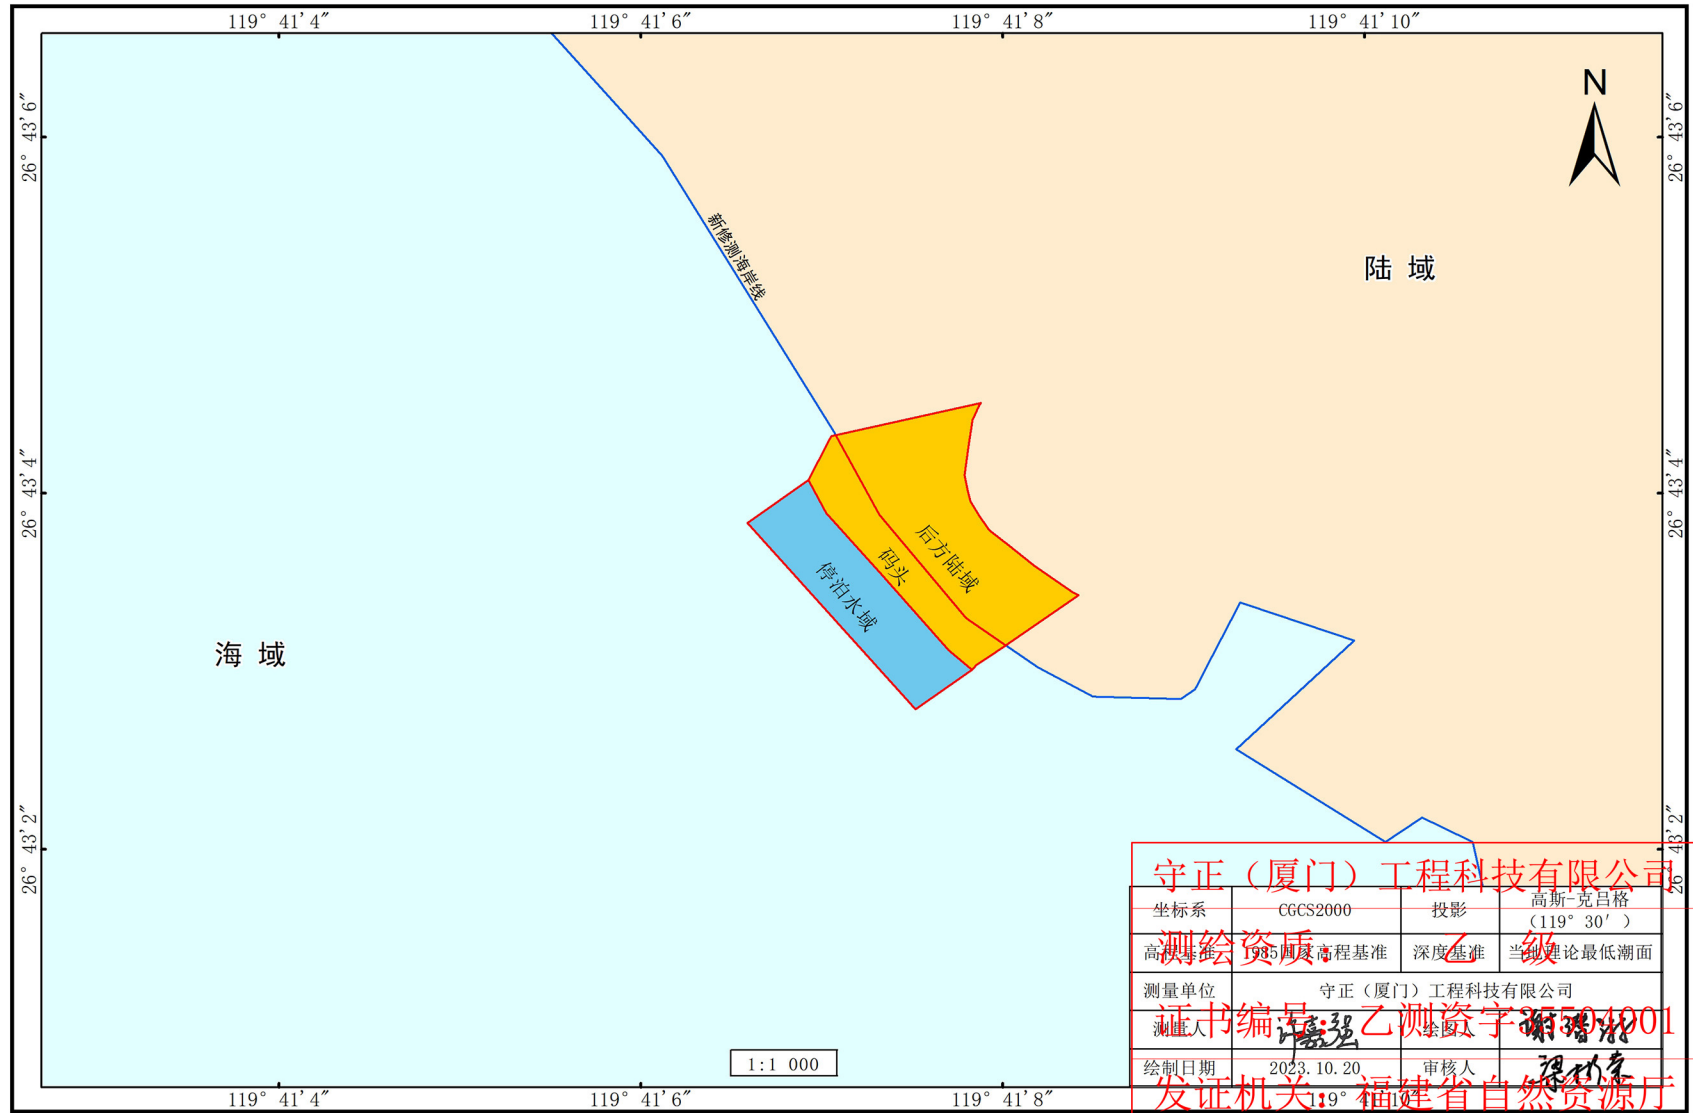 119° 41′4″
119° 41′6″
119° 41′8″
119° 41′10″
26° 43′6″
26° 43′6″
N
新修测海岸线
陆 域
26° 43′4″
26° 43′4″
后方陆域
码头
停泊水域
海 域
26° 43′2″
26° 43′2″
守正（厦门）工程科技有限公司
坐标系 CGCS2000 投影 高斯-克吕格
（119° 30′ ）
测绘资质： 乙 级
高程基准 1985国家高程基准 深度基准 当地理论最低潮面
测量单位 守正（厦门）工程科技有限公司
证书编号：乙测资字35504001
测量人 许嘉强 绘图人
绘制日期 2023.10.20 审核人
发证机关：福建省自然资源厅
1:1 000
119° 41′4″
119° 41′6″
119° 41′8″
119° 41′10″